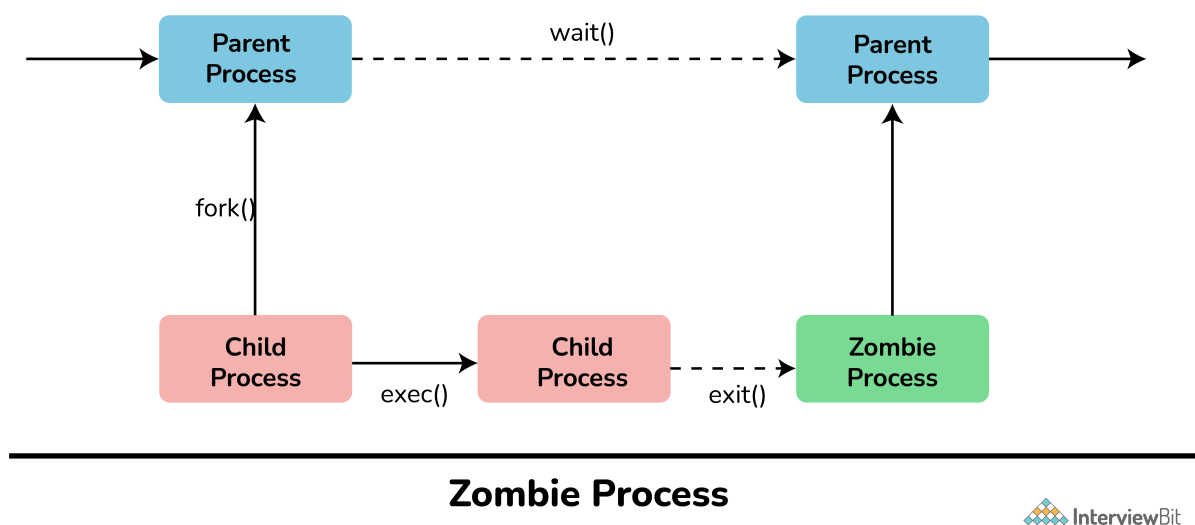 Parent
Process
wait()
Parent
Process
fork()
Child
Process
exec()
Child
Process
exit()
Zombie
Process
Zombie Process
InterviewBit